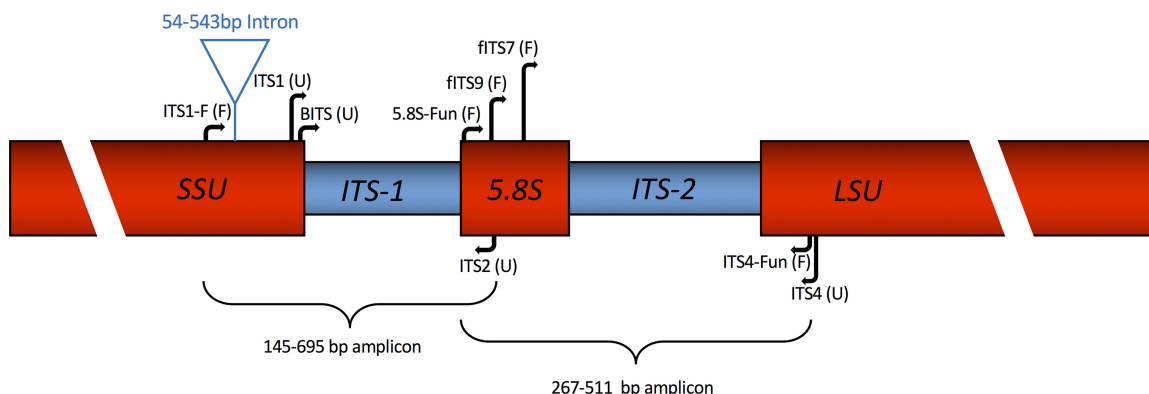 54-543bp Intron
fITS7 (F)
ITS1 (U)
fITS9 (F)
ITS1-F (F)
BITS (U)
5.8S-Fun (F)
SSU
ITS-1
5.8S
ITS-2
LSU
ITS2 (U)
ITS4-Fun (F)
ITS4 (U)
145-695 bp amplicon
267-511 bp amplicon